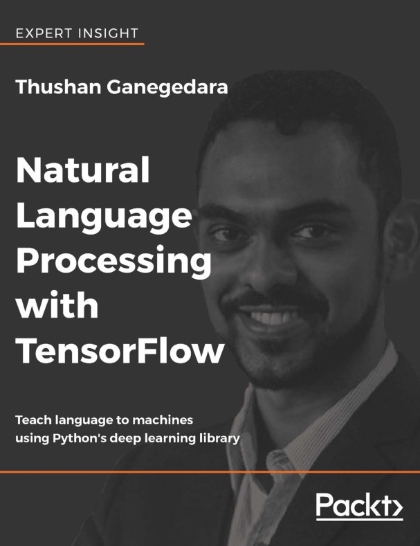 EXPERT INSIGHT
Thushan Ganegedara
Natural
Language
Processing
with
TensorFlow
Teach language to machines
using Python's deep learning library
Packt>